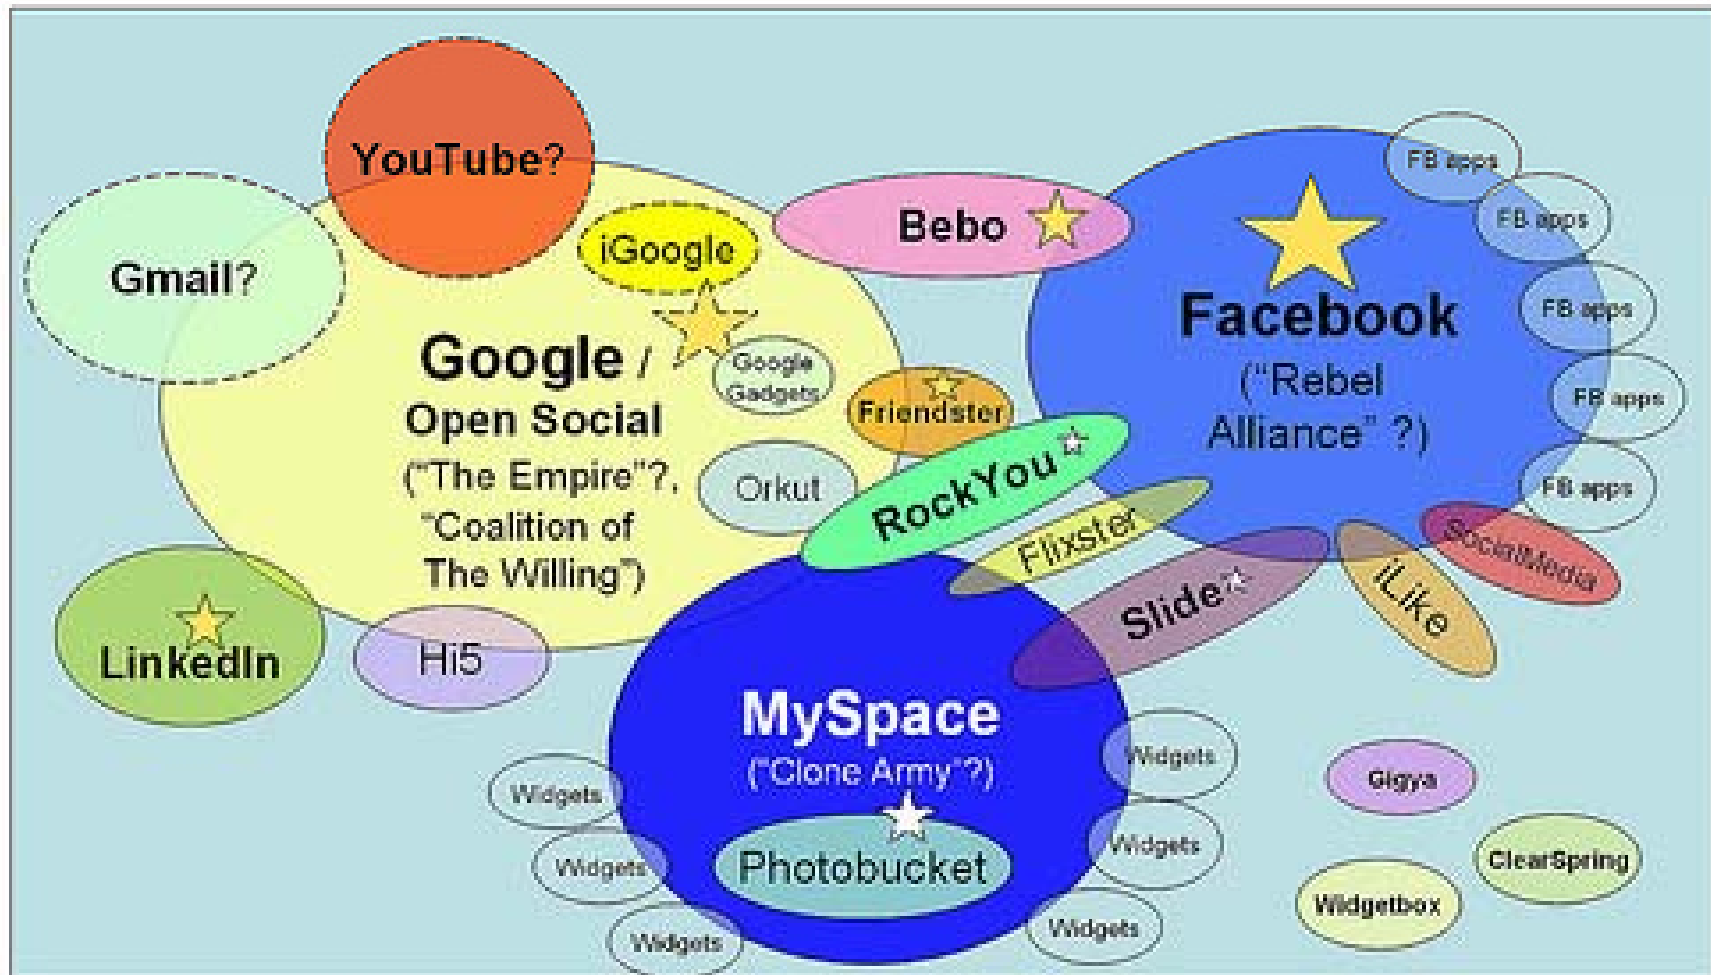 YouTube?
Gmail?
iGoogle
Bebo
FB apps
FB apps
FB apps
FB apps
FB apps
Facebook
("Rebel
Alliance" ?)
Google /
Open Social
("The Empire"?,
"Coalition of
The Willing")
Google
Gadgets
Friendster
Orkut
RockYou
Flixster
Slide
iLike
SocialMedia
LinkedIn
Hi5
MySpace
("Clone Army"?)
Photobucket
Widgets
Widgets
Widgets
Widgets
Widgets
Widgets
Gigya
ClearSpring
Widgetbox